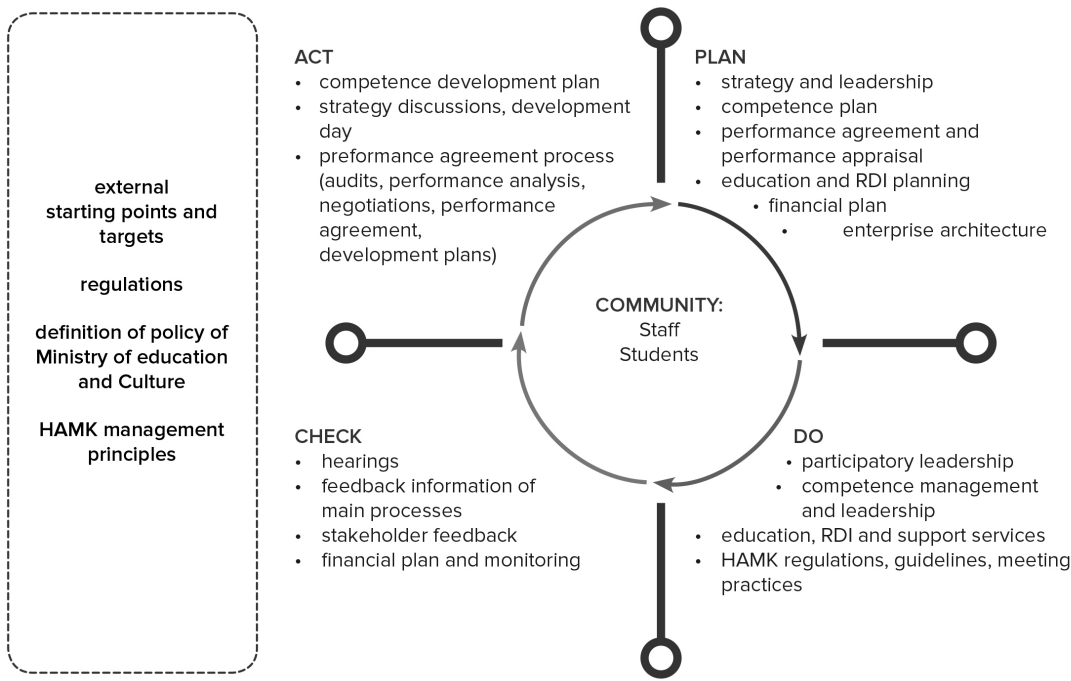 external
starting points and
targets
regulations
definition of policy of
Ministry of education
and Culture
HAMK management
principles
ACT
• competence development plan
• strategy discussions, development
day
• preformance agreement process
(audits, performance analysis,
negotiations, performance
agreement,
development plans)
PLAN
• strategy and leadership
• competence plan
• performance agreement and
performance appraisal
• education and RDI planning
• financial plan
• enterprise architecture
COMMUNITY:
Staff
Students
CHECK
• hearings
• feedback information of
main processes
• stakeholder feedback
• financial plan and monitoring
DO
• participatory leadership
• competence management
and leadership
• education, RDI and support services
• HAMK regulations, guidelines, meeting
practices